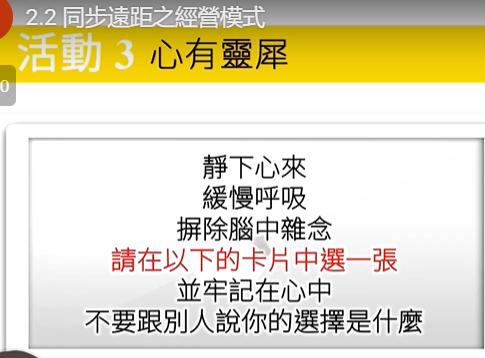 2.2 同步遠距之經營模式
活動 3 心有靈犀
0
靜下心來
緩慢呼吸
摒除腦中雜念
請在以下的卡片中選一張
並牢記在心中
不要跟別人說你的選擇是什麼